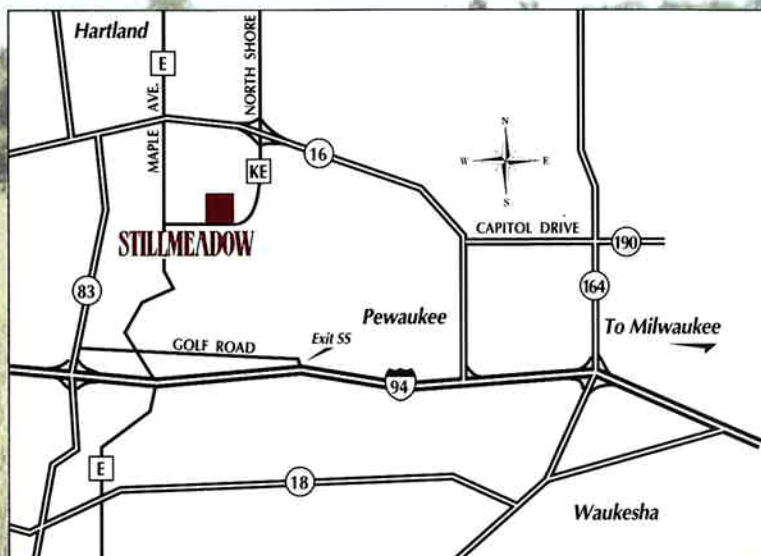 Hartland
E
MAPLE AVE.
NORTH SHORE
16
KE
N
W E
S
STILLMEADOW
CAPITOL DRIVE
190
83
164
Pewaukee
To Milwaukee
GOLF ROAD
Exit SS
94
E
18
Waukesha